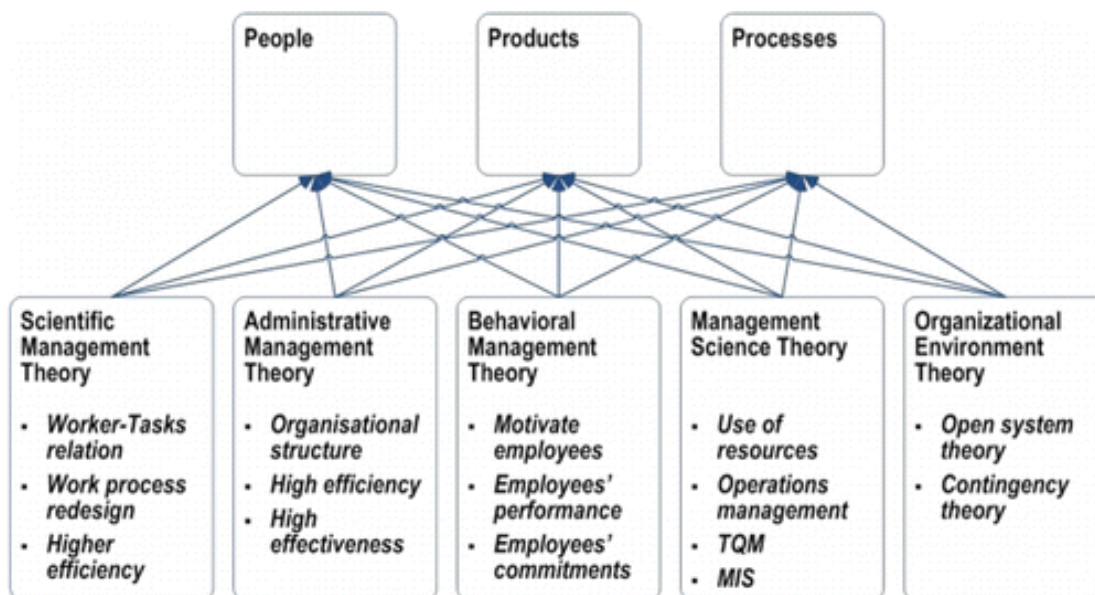 People
Products
Processes
Scientific
Management
Theory
▪ Worker-Tasks
relation
▪ Work process
redesign
▪ Higher
efficiency
Administrative
Management
Theory
▪ Organisational
structure
▪ High efficiency
▪ High
effectiveness
Behavioral
Management
Theory
▪ Motivate
employees
▪ Employees’
performance
▪ Employees’
commitments
Management
Science Theory
▪ Use of
resources
▪ Operations
management
▪ TQM
▪ MIS
Organizational
Environment
Theory
▪ Open system
theory
▪ Contingency
theory